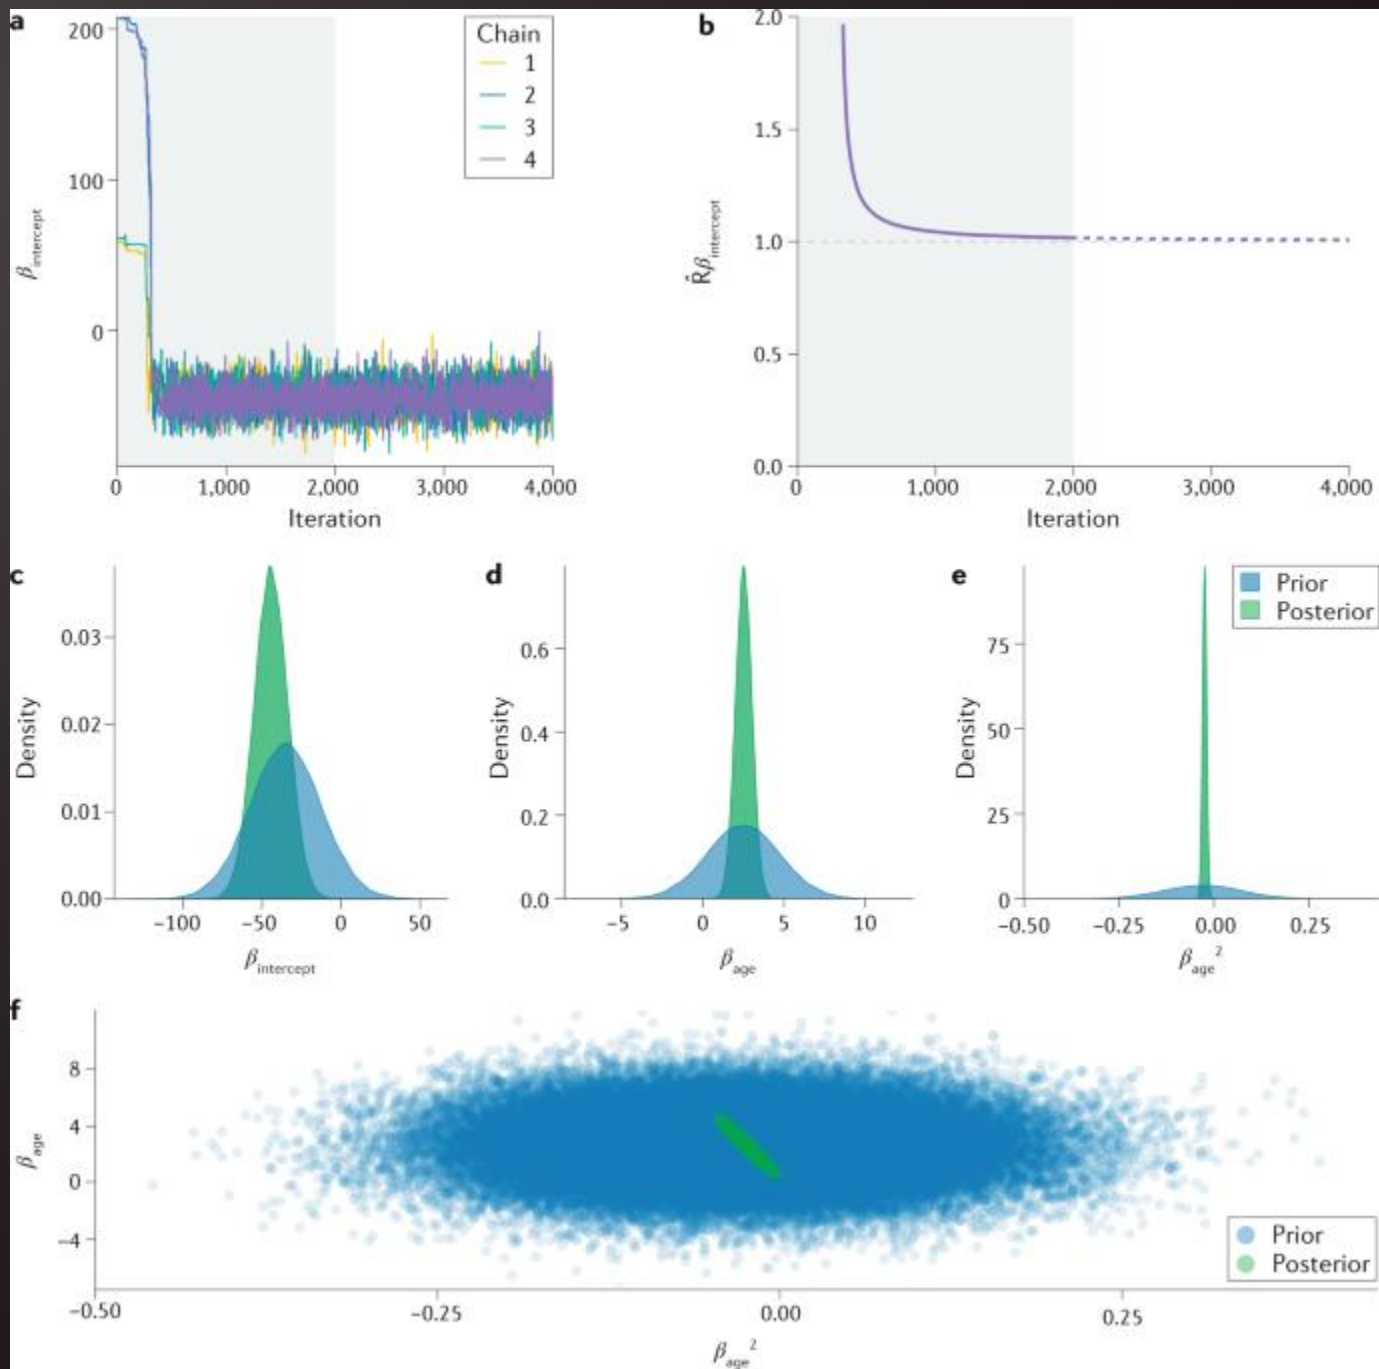 a
200
100
0
β intercept
0
1,000
2,000
3,000
4,000
Iteration
Chain
1
2
3
4
b
2.0
1.5
1.0
0.5
0.0
R̂β intercept
0
1,000
2,000
3,000
4,000
Iteration
c
0.03
0.02
0.01
0.00
Density
−100
−50
0
50
β intercept
d
0.6
0.4
0.2
0.0
Density
−5
0
5
10
β age
e
75
50
25
0
Density
−0.50
−0.25
0.00
0.25
β age 2
Prior
Posterior
f
8
4
0
−4
β age
−0.50
−0.25
0.00
0.25
β age 2
Prior
Posterior